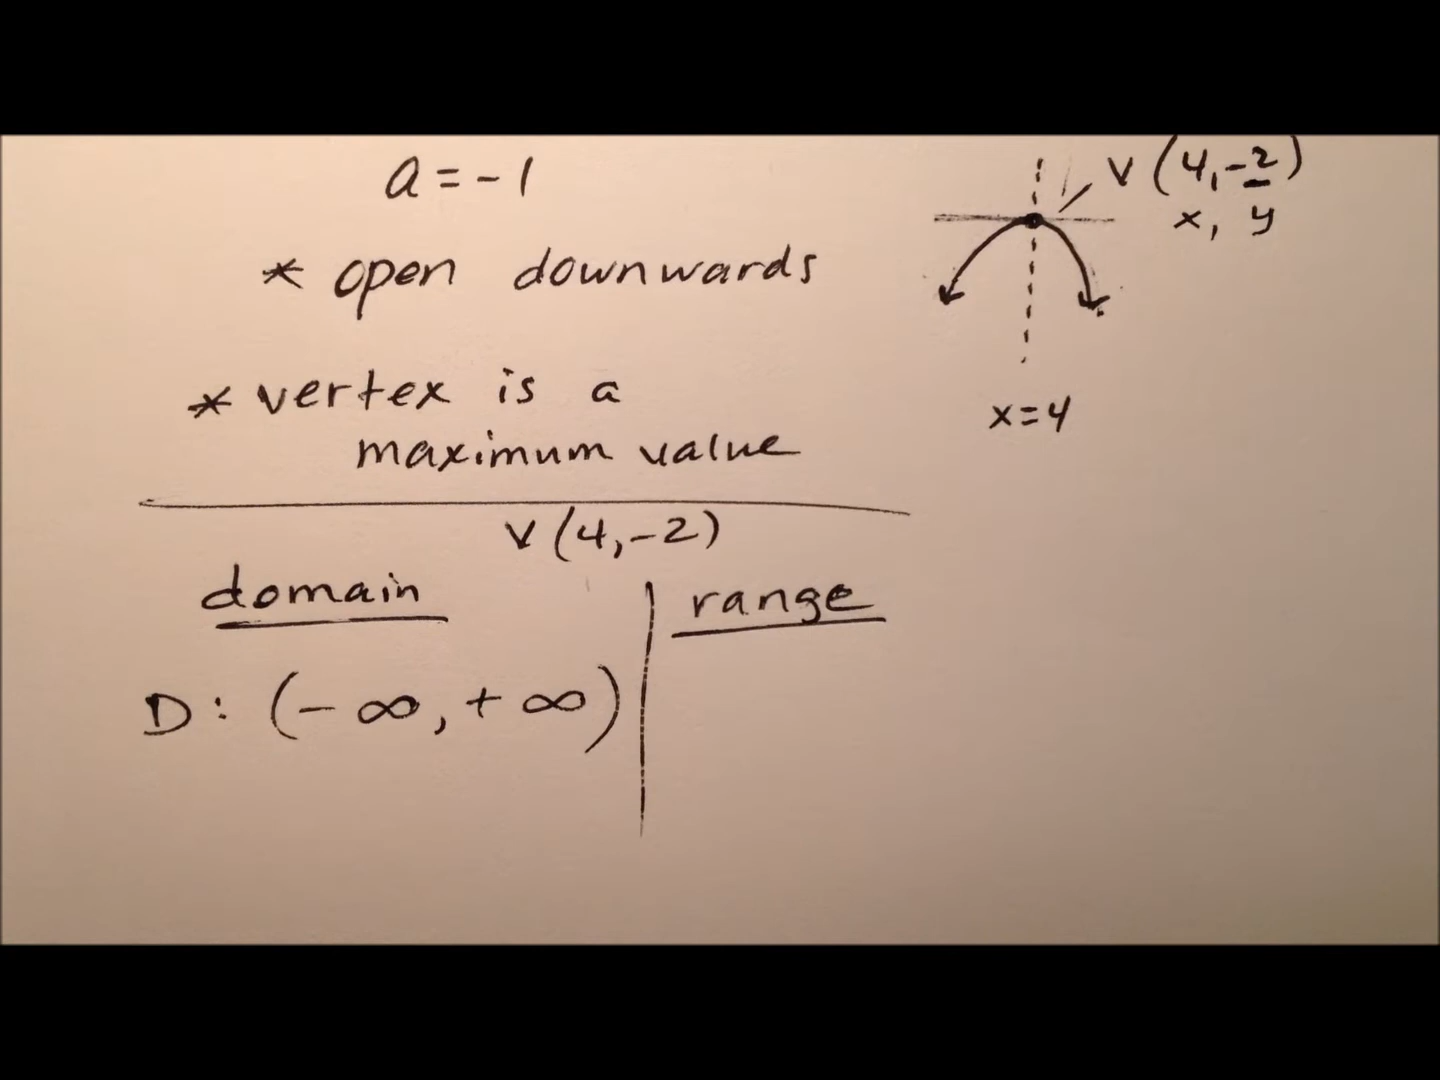 a = -1
* open downwards
* vertex is a
maximum value
V (4, -2)
x, y
x = 4
V (4, -2)
domain
range
D: (-∞, +∞)